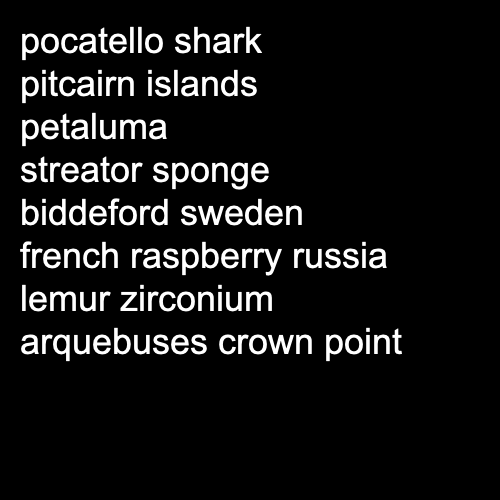 pocatello shark
pitcairn islands
petaluma
streator sponge
biddeford sweden
french raspberry russia
lemur zirconium
arquebuses crown point